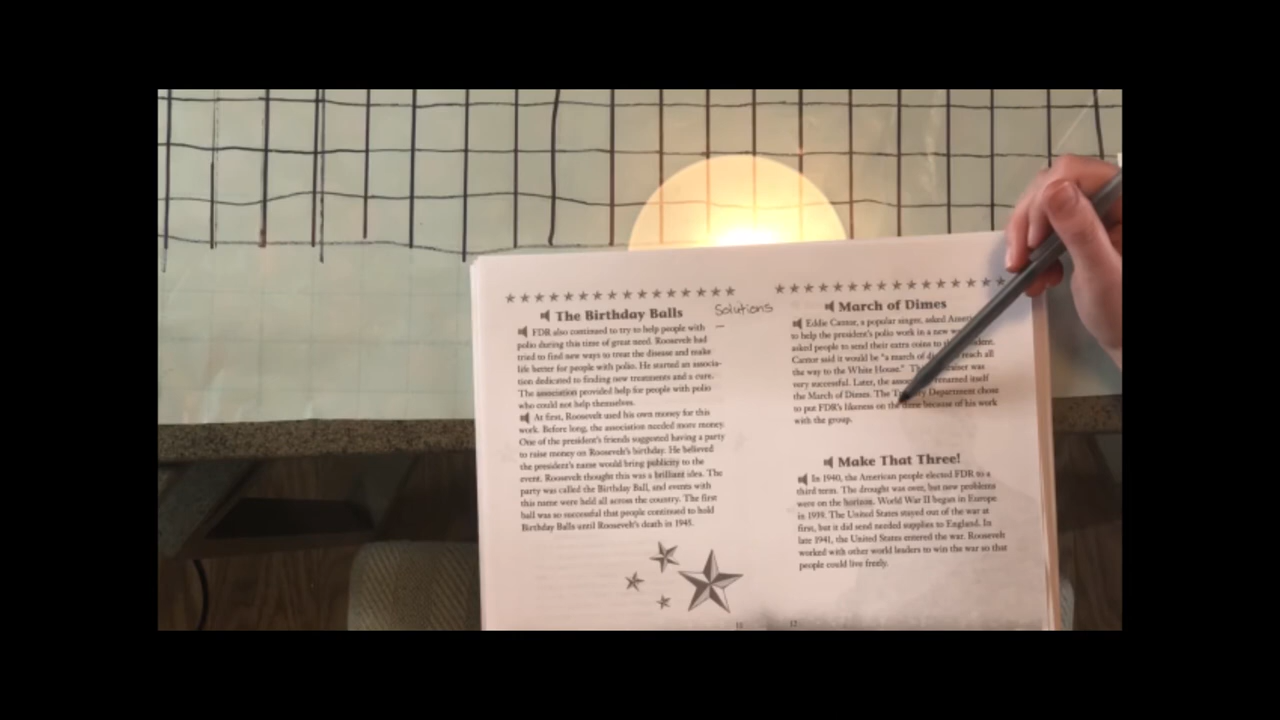 The Birthday Balls
FDR also continued to try to help people with
polio during this time of great need. Roosevelt had
tried to find new ways to treat the disease and make
life better for people with polio. He started an associa-
tion dedicated to finding new treatments and a cure.
The association provided help for people with polio
who could not help themselves.
At first, Roosevelt used his own money for this
work. Before long, the association needed more money.
One of the president's friends suggested having a party
to raise money on Roosevelt's birthday. He believed
the president's name would bring publicity to the
event. Roosevelt thought this was a brilliant idea. The
party was called the Birthday Ball, and events with
this name were held all across the country. The first
ball was so successful that people continued to hold
Birthday Balls until Roosevelt's death in 1945.
11
Solutions
–
March of Dimes
Eddie Cantor, a popular singer, asked
to help the president's polio work in a new
asked people to send their extra coins to
Cantor said it would be "a march of reach all
the way to the White House." was
very successful. Later, the renamed itself
the March of Dimes. The Department chose
to put FDR's likeness on the dime because of his work
with the group.
Make That Three!
In 1940, the American people elected FDR to a
third term. The drought was over, but new problems
were on the horizon. World War II began in Europe
in 1939. The United States stayed out of the war at
first, but it did send needed supplies to England. In
late 1941, the United States entered the war. Roosevelt
worked with other world leaders to win the war so that
people could live freely.
12